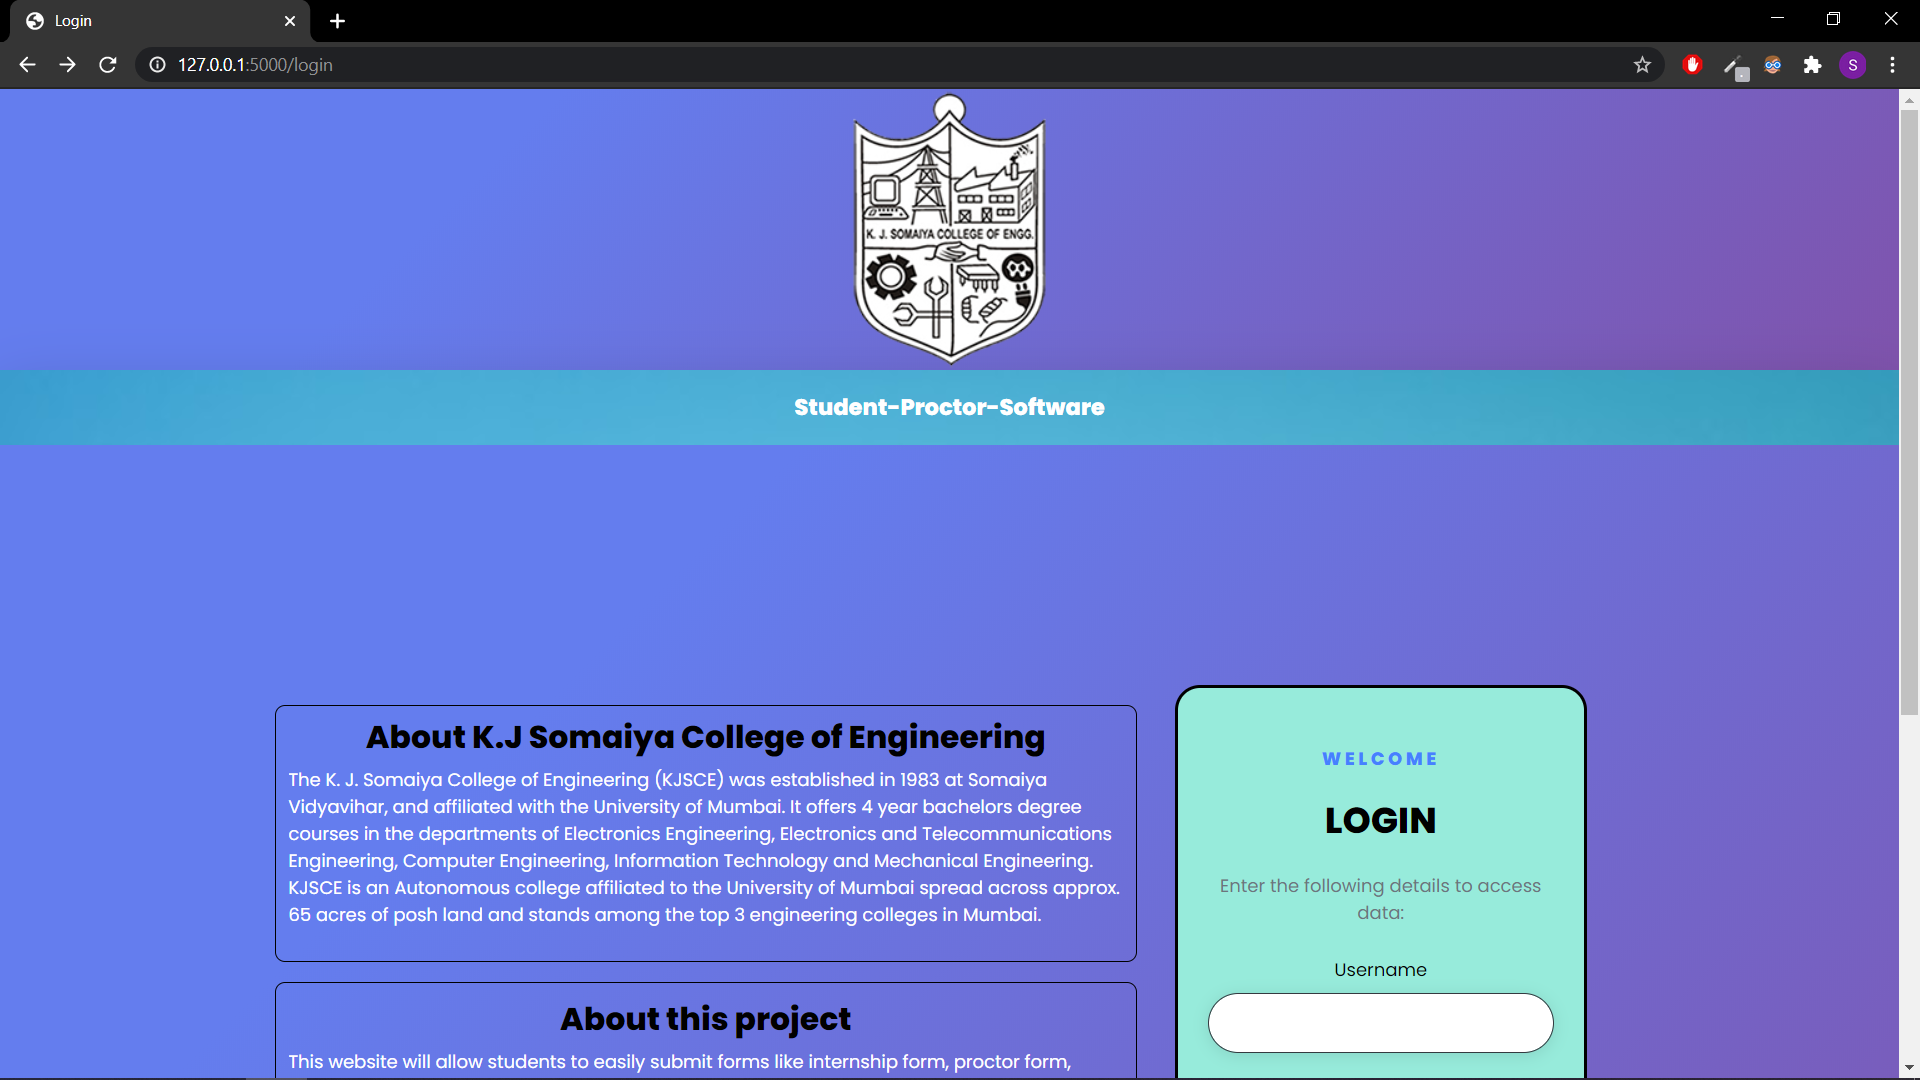 Login
127.0.0.1:5000/login
S
K. J. SOMAIYA COLLEGE OF ENGG.
Student-Proctor-Software
About K.J Somaiya College of Engineering
The K. J. Somaiya College of Engineering (KJSCE) was established in 1983 at Somaiya
Vidyavihar, and affiliated with the University of Mumbai. It offers 4 year bachelors degree
courses in the departments of Electronics Engineering, Electronics and Telecommunications
Engineering, Computer Engineering, Information Technology and Mechanical Engineering.
KJSCE is an Autonomous college affiliated to the University of Mumbai spread across approx.
65 acres of posh land and stands among the top 3 engineering colleges in Mumbai.
About this project
This website will allow students to easily submit forms like internship form, proctor form,
WELCOME
LOGIN
Enter the following details to access
data:
Username